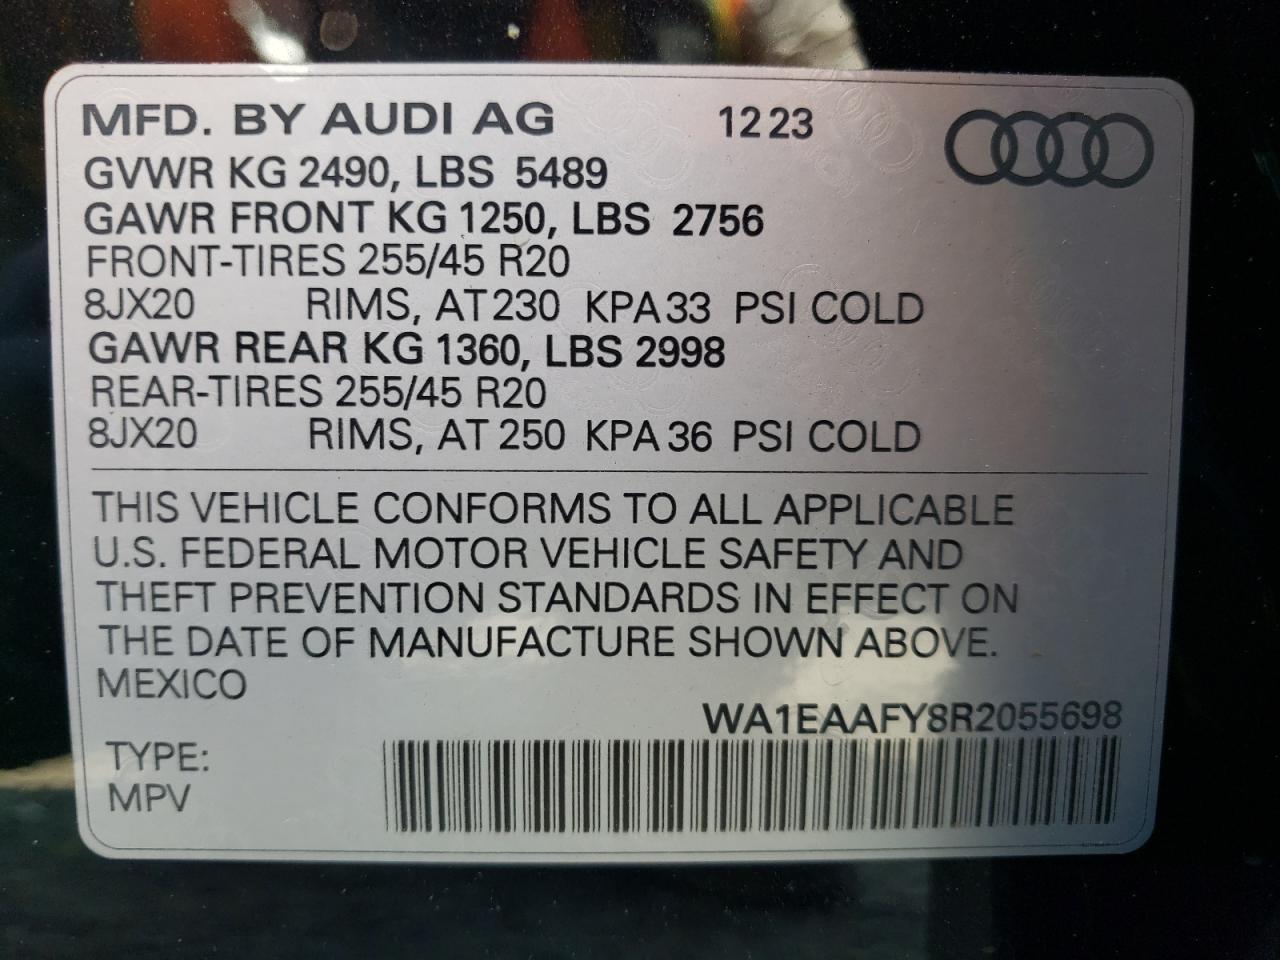 MFD. BY AUDI AG 12 23
GVWR KG 2490, LBS 5489
GAWR FRONT KG 1250, LBS 2756
FRONT-TIRES 255/45 R20
8JX20 RIMS, AT 230 KPA 33 PSI COLD
GAWR REAR KG 1360, LBS 2998
REAR-TIRES 255/45 R20
8JX20 RIMS, AT 250 KPA 36 PSI COLD
THIS VEHICLE CONFORMS TO ALL APPLICABLE
U.S. FEDERAL MOTOR VEHICLE SAFETY AND
THEFT PREVENTION STANDARDS IN EFFECT ON
THE DATE OF MANUFACTURE SHOWN ABOVE.
MEXICO
WA1EAAFY8R2055698
TYPE:
MPV